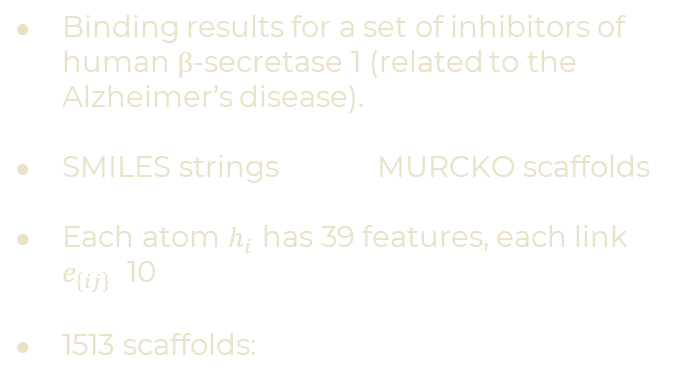 • Binding results for a set of inhibitors of
human β-secretase 1 (related to the
Alzheimer’s disease).
• SMILES strings MURCKO scaffolds
• Each atom h_i has 39 features, each link
e_{ij} 10
• 1513 scaffolds: